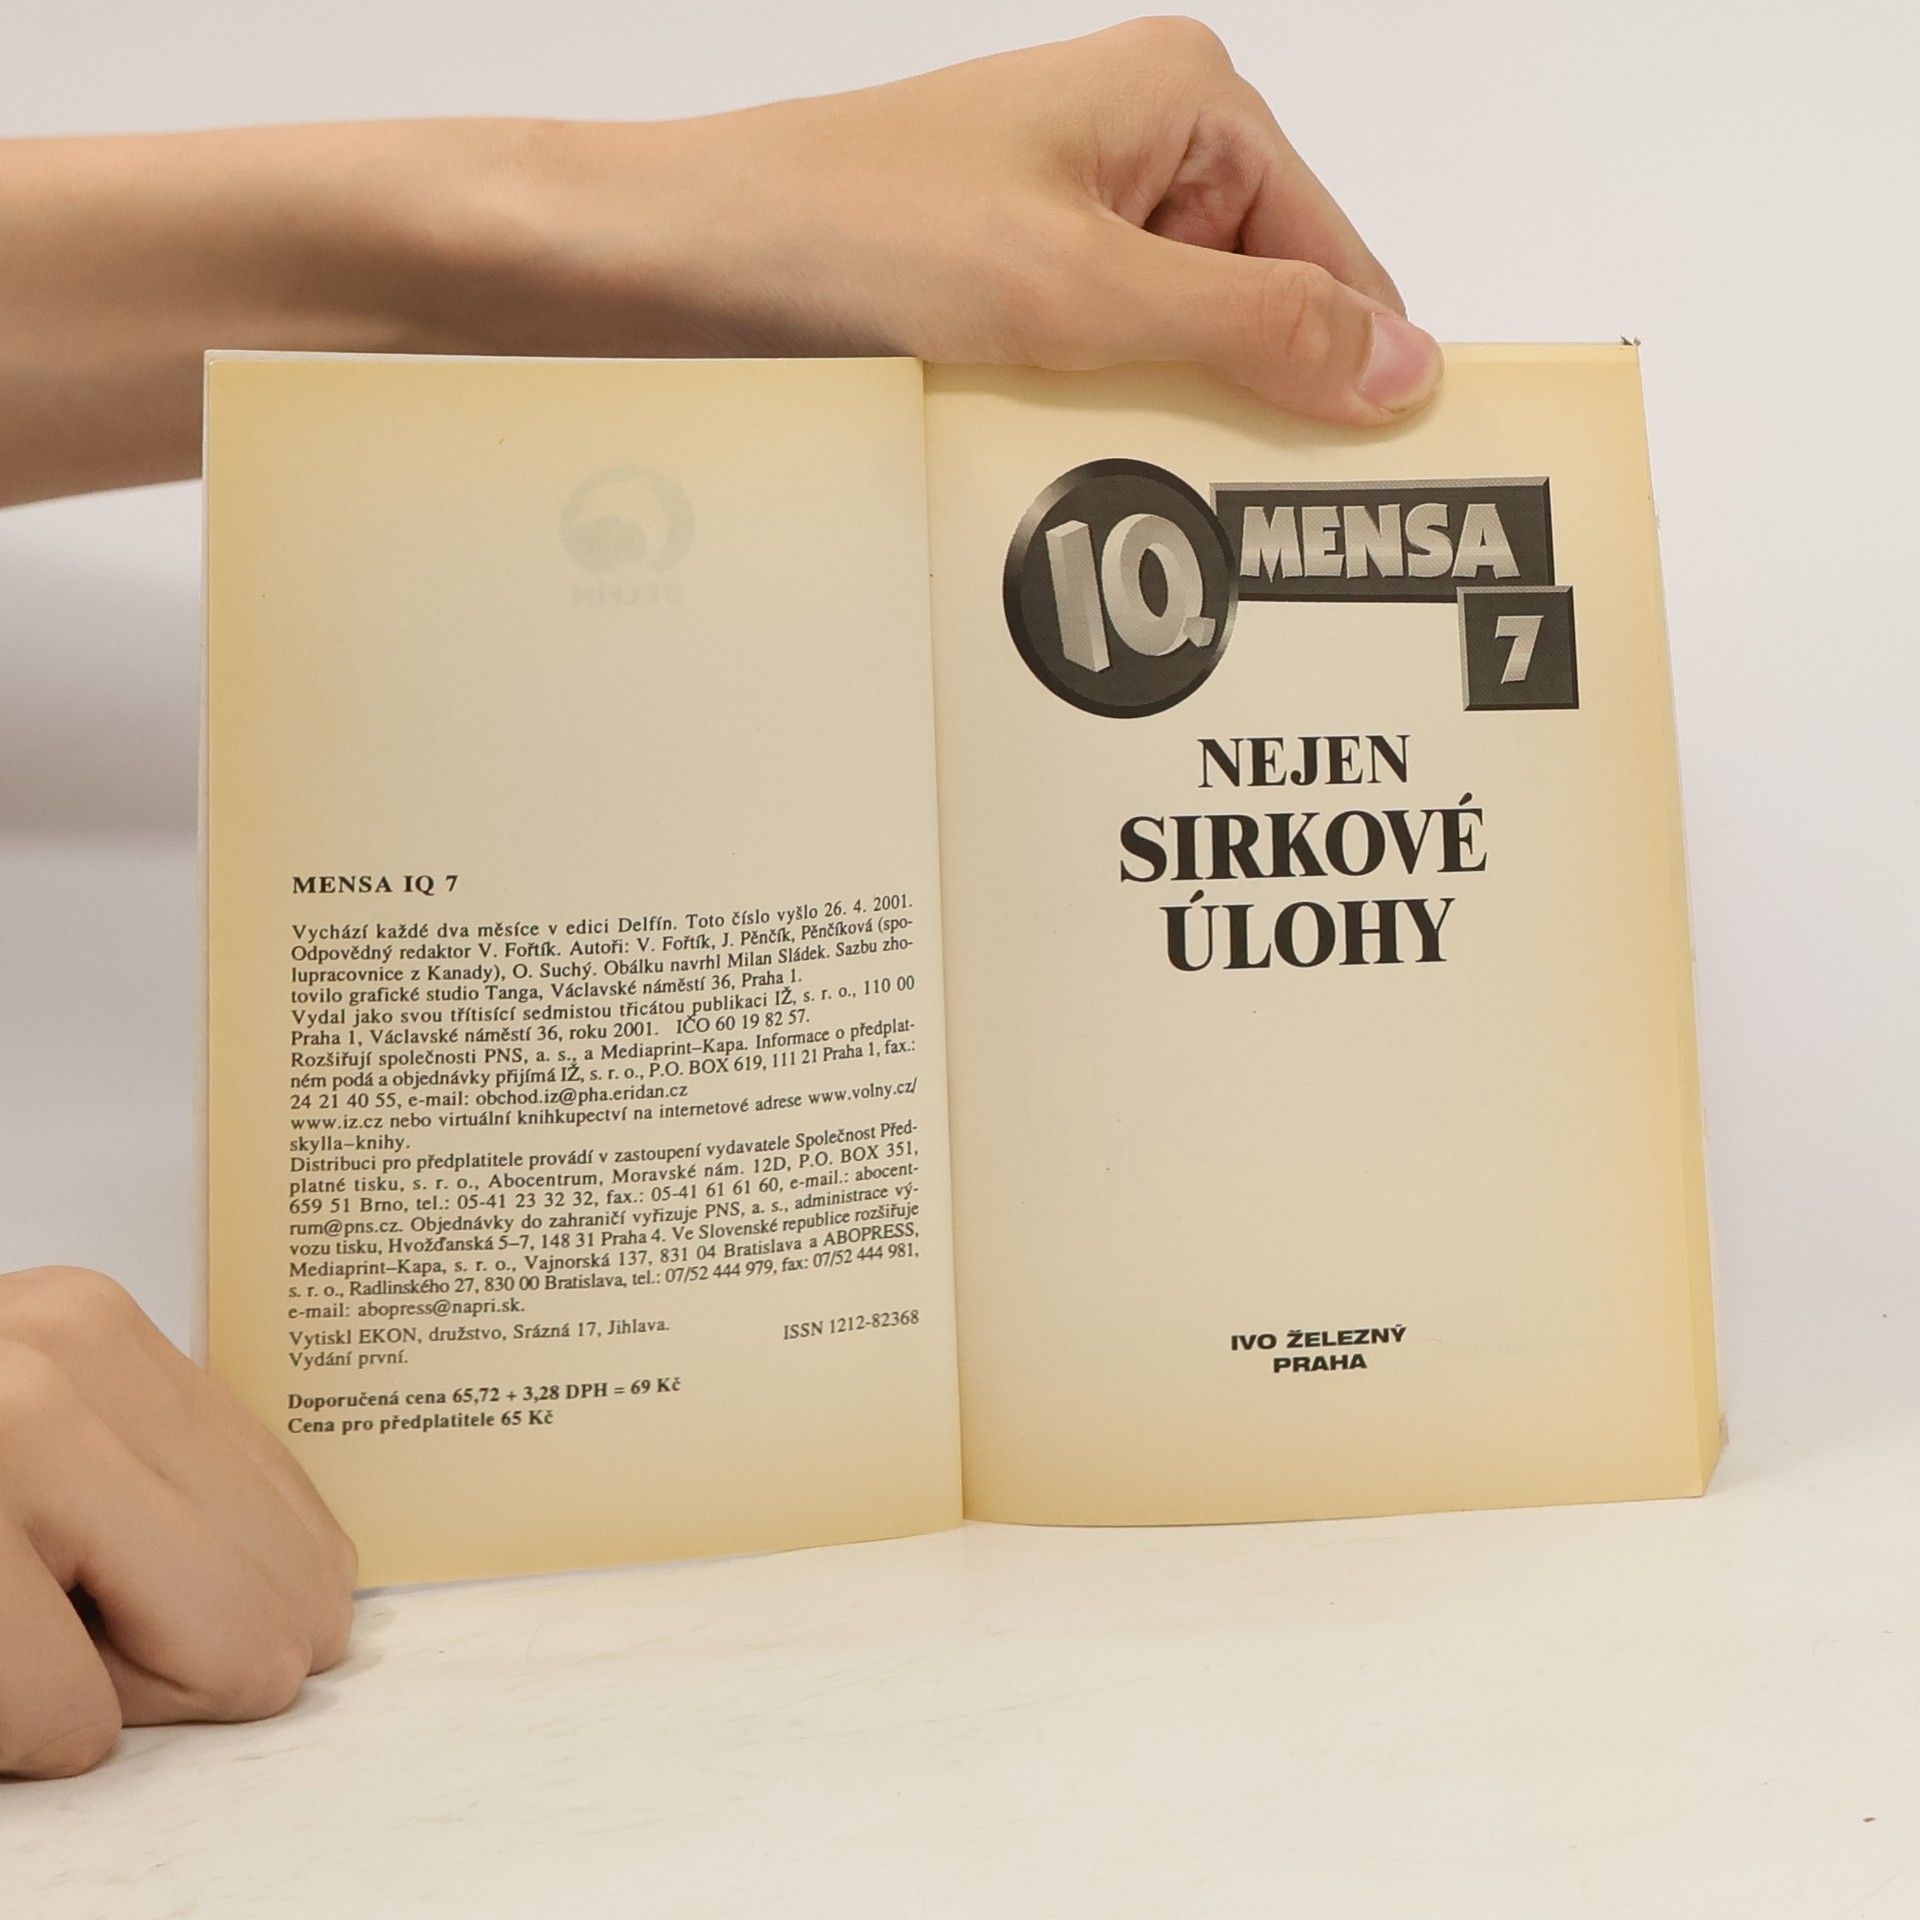 MENSA IQ 7
Vychází každé dva měsíce v edici Delfín. Toto číslo vyšlo 26. 4. 2001.
Odpovědný redaktor V. Fořtík. Autoři: V. Fořtík, J. Pěnčík, Pěnčíková (spo-
lupracovnice z Kanady), O. Suchý. Obálku navrhl Milan Sládek. Sazbu zho-
tovilo grafické studio Tanga, Václavské náměstí 36, Praha 1.
Vydal jako svou třítisící sedmistou třicátou publikaci IŽ, s. r. o., 110 00
Praha 1, Václavské náměstí 36, roku 2001. IČO 60 19 82 57.
Rozšiřují společnosti PNS, a. s., a Mediaprint–Kapa. Informace o předplat-
ném podá a objednávky přijímá IŽ, s. r. o., P.O. BOX 619, 111 21 Praha 1, fax.:
24 21 40 55, e-mail: obchod.iz@pha.eridan.cz
www.iz.cz nebo virtuální knihkupectví na internetové adrese www.volny.cz/
skylla–knihy.
Distribuci pro předplatitele provádí v zastoupení vydavatele Společnost Před-
platné tisku, s. r. o., Abocentrum, Moravské nám. 12D, P.O. BOX 351,
659 51 Brno, tel.: 05-41 23 32 32, fax.: 05-41 61 61 60, e-mail.: abocent-
rum@pns.cz. Objednávky do zahraničí vyřizuje PNS, a. s., administrace vý-
vozu tisku, Hvožďanská 5–7, 148 31 Praha 4. Ve Slovenské republice rozšiřuje
Mediaprint–Kapa, s. r. o., Vajnorská 137, 831 04 Bratislava a ABOPRESS,
s. r. o., Radlinského 27, 830 00 Bratislava, tel.: 07/52 444 979, fax: 07/52 444 981,
e-mail: abopress@napri.sk.
Vytiskl EKON, družstvo, Srázná 17, Jihlava. ISSN 1212-82368
Vydání první.
Doporučená cena 65,72 + 3,28 DPH = 69 Kč
Cena pro předplatitele 65 Kč
IQ MENSA
7
NEJEN
SIRKOVÉ
ÚLOHY
IVO ŽELEZNÝ
PRAHA